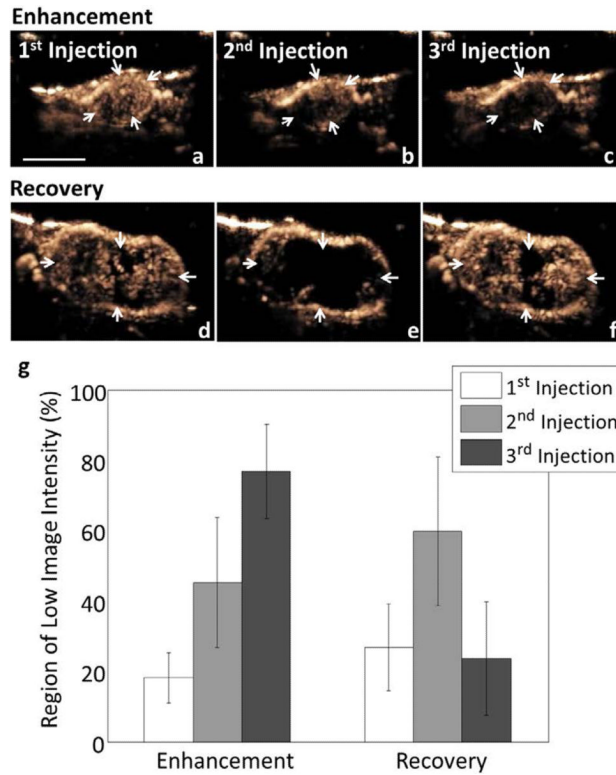 Enhancement
1st Injection
2nd Injection
3rd Injection
a
b
c
Recovery
d
e
f
g
Region of Low Image Intensity (%)
100
80
60
40
20
0
1st Injection
2nd Injection
3rd Injection
Enhancement
Recovery